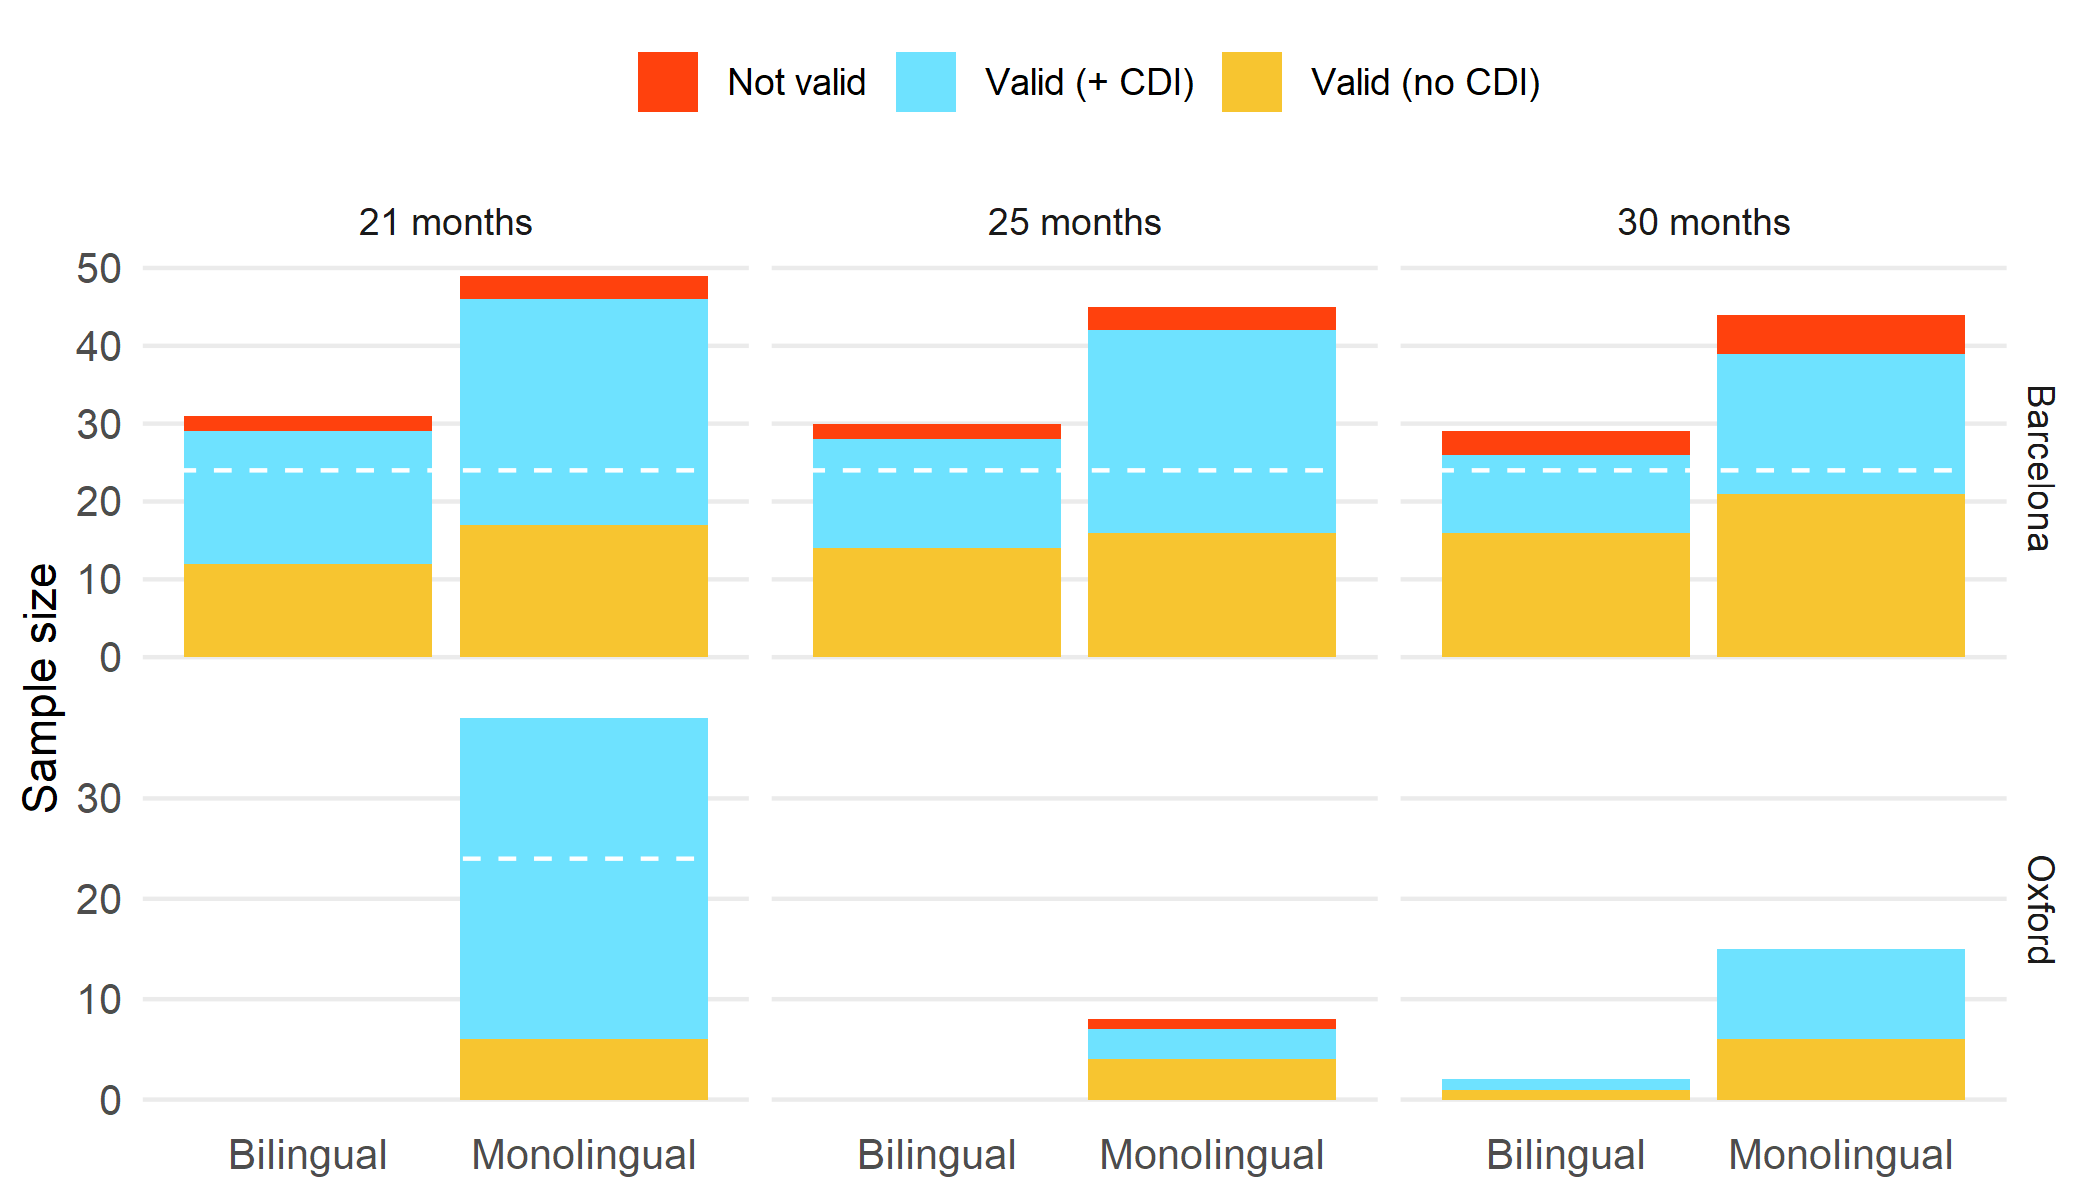 Not valid Valid (+ CDI) Valid (no CDI)
21 months 25 months 30 months
50
40
30
20
10
0
Barcelona
Sample size
30
20
10
0
Oxford
Bilingual Monolingual Bilingual Monolingual Bilingual Monolingual